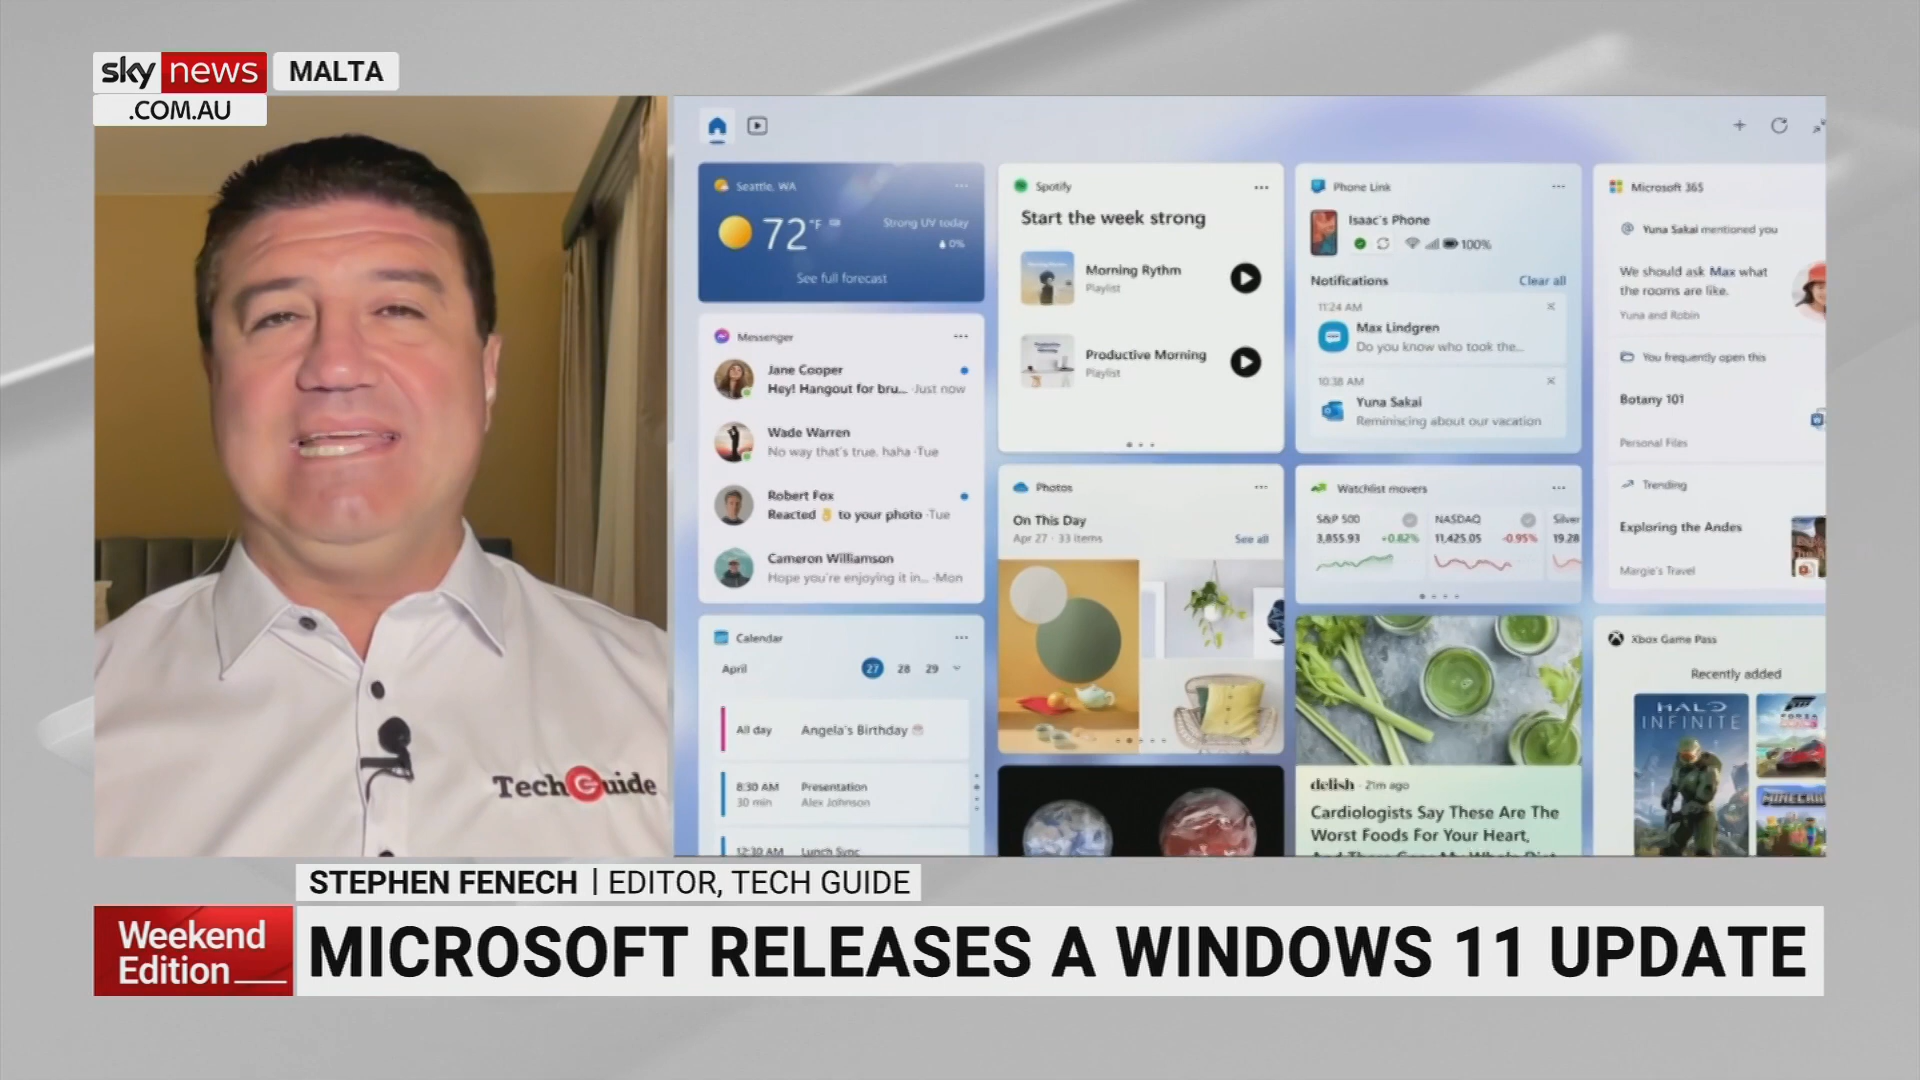 sky news
MALTA
.COM.AU
Seattle, WA
72 °F
Strong UV today
0%
See full forecast
Messenger
Jane Cooper
Hey! Hangout for bru... ·Just now
Wade Warren
No way that's true, haha ·Tue
Robert Fox
Reacted 👌 to your photo ·Tue
Cameron Williamson
Hope you're enjoying it in... ·Mon
Calendar
April 27 28 29
All day Angela's Birthday
8:30 AM Presentation
30 min Alex Johnson
12:30 AM Lunch Sync
Spotify
Start the week strong
Morning Rythm
Playlist
Productive Morning
Playlist
Photos
On This Day
Apr 27 · 33 items
See all
Phone Link
Isaac's Phone
100%
Notifications Clear all
11:24 AM
Max Lindgren
Do you know who took the...
10:38 AM
Yuna Sakai
Reminiscing about our vacation
Watchlist movers
S&P 500 NASDAQ Silver
3,855.93 +0.82% 11,425.05 -0.95% 19.28
delish · 21m ago
Cardiologists Say These Are The
Worst Foods For Your Heart,
Microsoft 365
@ Yuna Sakai mentioned you
We should ask Max what
the rooms are like.
Yuna and Robin
You frequently open this
Botany 101
Personal Files
Trending
Exploring the Andes
Margie's Travel
Xbox Game Pass
Recently added
HALO
INFINITE
FORZA
MINECRAF
TechGuide
STEPHEN FENECH | EDITOR, TECH GUIDE
Weekend
Edition
MICROSOFT RELEASES A WINDOWS 11 UPDATE